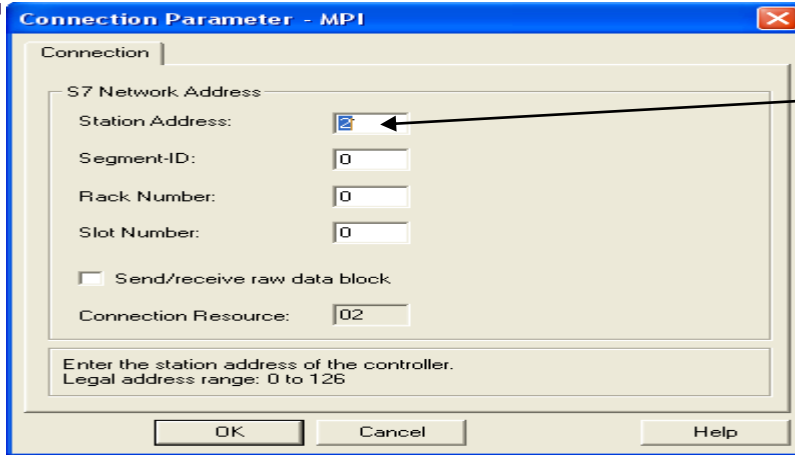 Connection Parameter - MPI
Connection
S7 Network Address
Station Address: 2
Segment-ID: 0
Rack Number: 0
Slot Number: 0
Send/receive raw data block
Connection Resource: 02
Enter the station address of the controller.
Legal address range: 0 to 126
OK Cancel Help